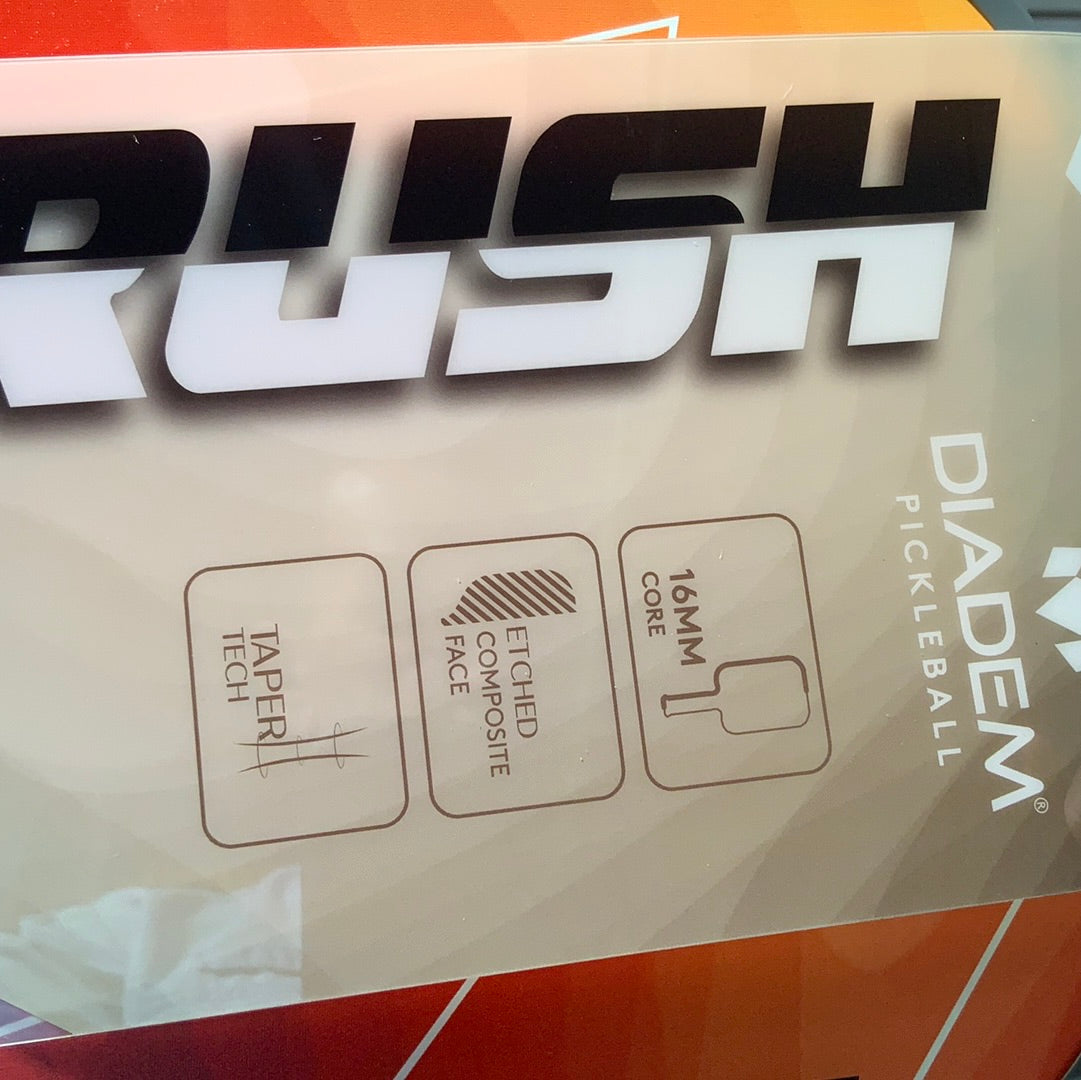 RUSH
DIADEM®
PICKLEBALL
16MM
CORE
ETCHED
COMPOSITE
FACE
TAPER
TECH